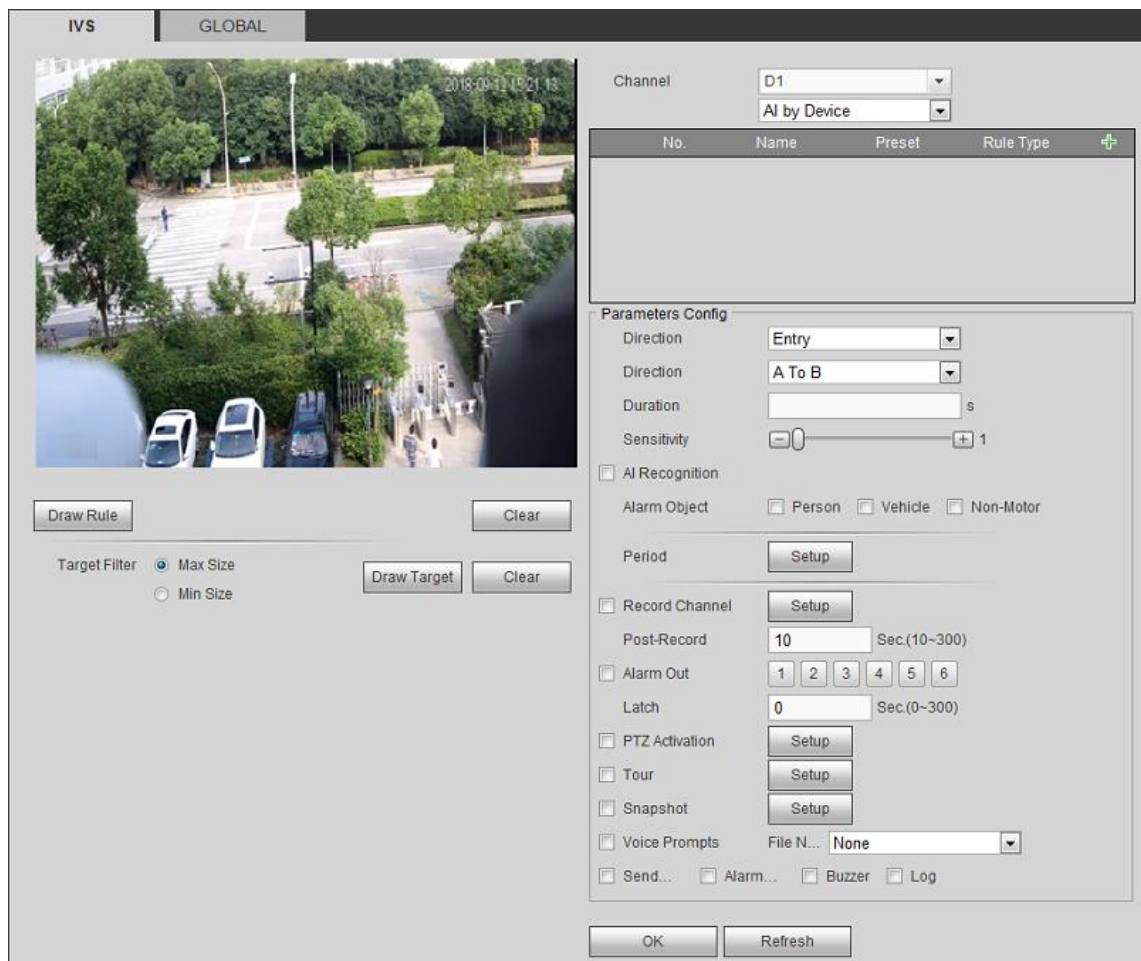 IVS GLOBAL
2018-09-12 15:21:13
Channel D1
AI by Device
No. Name Preset Rule Type
Parameters Config
Direction Entry
Direction A To B
Duration s
Sensitivity 1
AI Recognition
Alarm Object Person Vehicle Non-Motor
Draw Rule Clear
Period Setup
Target Filter Max Size Draw Target Clear
Min Size
Record Channel Setup
Post-Record 10 Sec.(10~300)
Alarm Out 1 2 3 4 5 6
Latch 0 Sec.(0~300)
PTZ Activation Setup
Tour Setup
Snapshot Setup
Voice Prompts File N... None
Send... Alarm... Buzzer Log
OK Refresh